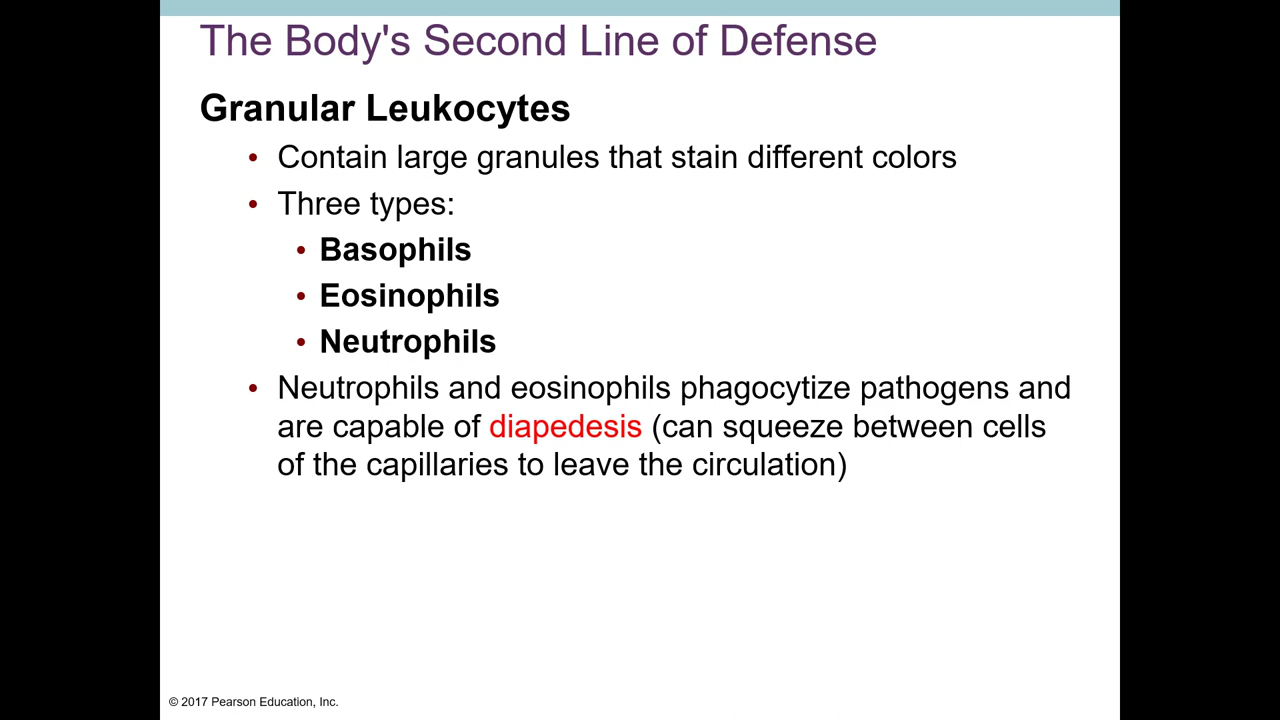 The Body's Second Line of Defense
Granular Leukocytes
• Contain large granules that stain different colors
• Three types:
• Basophils
• Eosinophils
• Neutrophils
• Neutrophils and eosinophils phagocytize pathogens and
are capable of diapedesis (can squeeze between cells
of the capillaries to leave the circulation)
© 2017 Pearson Education, Inc.